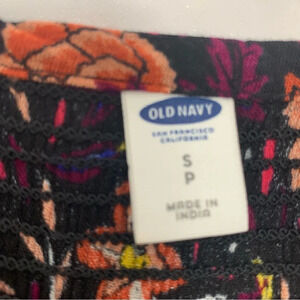 OLD NAVY
SAN FRANCISCO
CALIFORNIA
S
P
MADE IN
INDIA